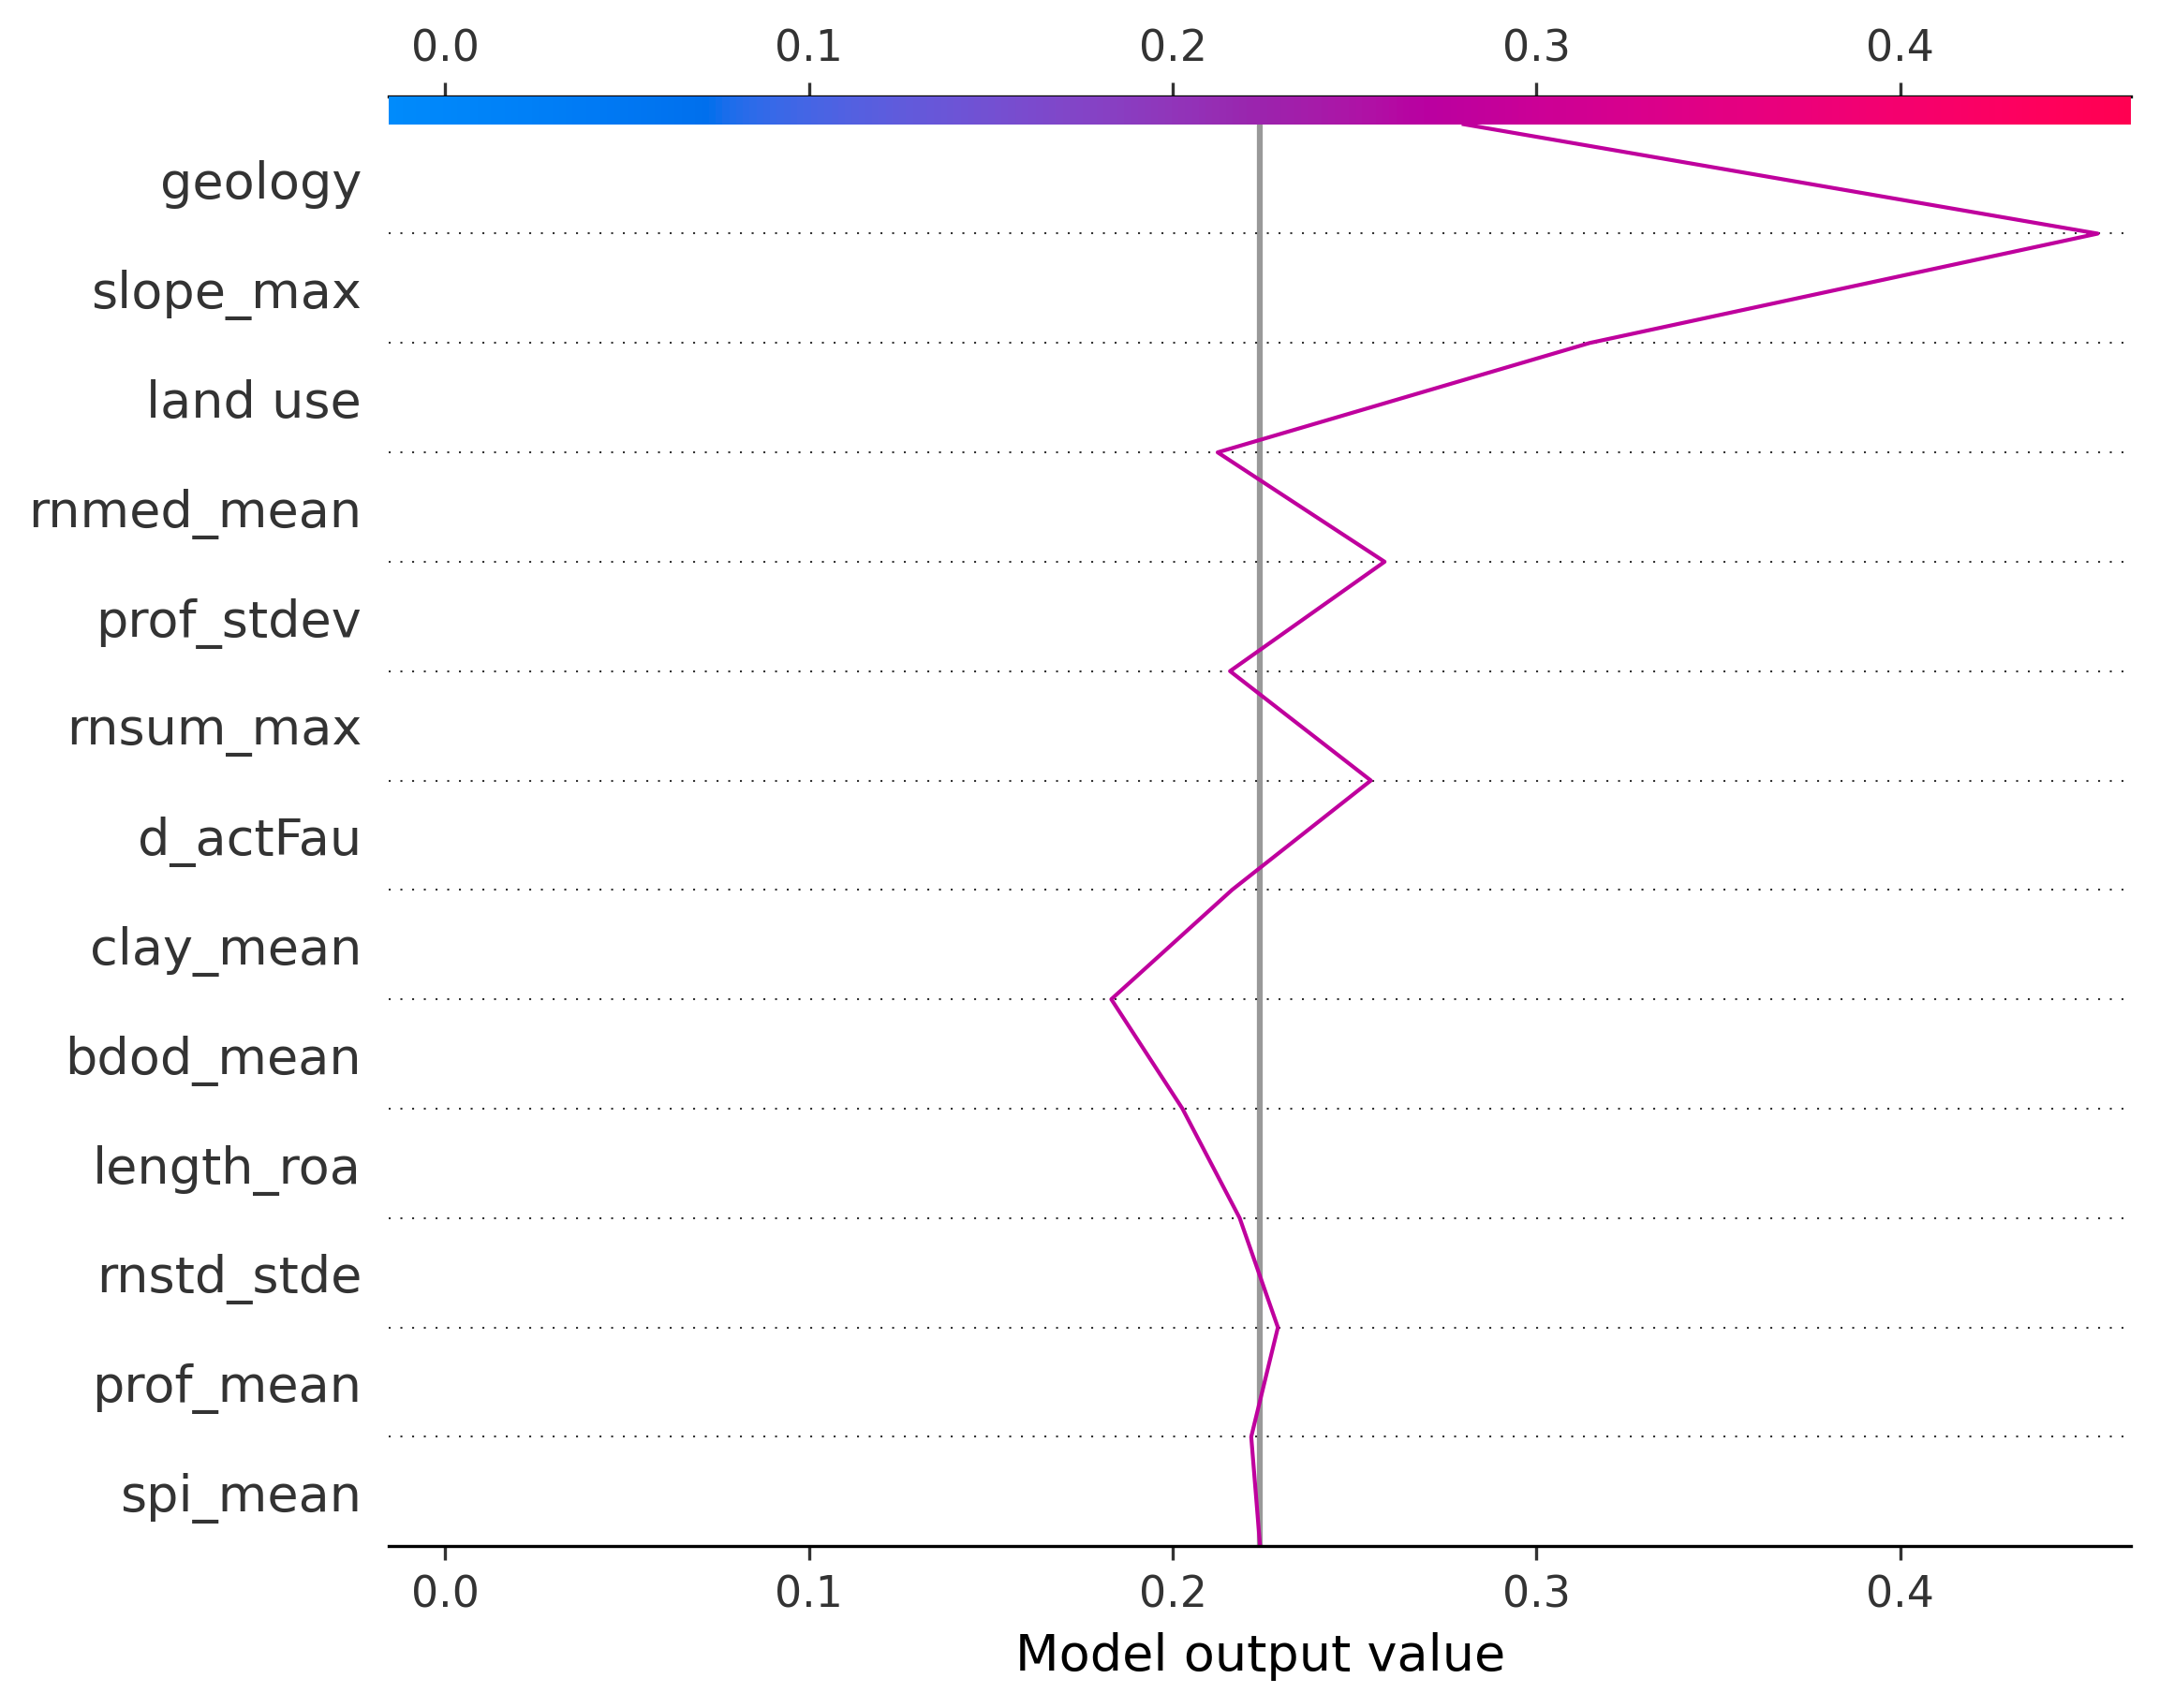 0.0 0.1 0.2 0.3 0.4
geology
slope_max
land use
rnmed_mean
prof_stdev
rnsum_max
d_actFau
clay_mean
bdod_mean
length_roa
rnstd_stde
prof_mean
spi_mean
0.0 0.1 0.2 0.3 0.4
Model output value